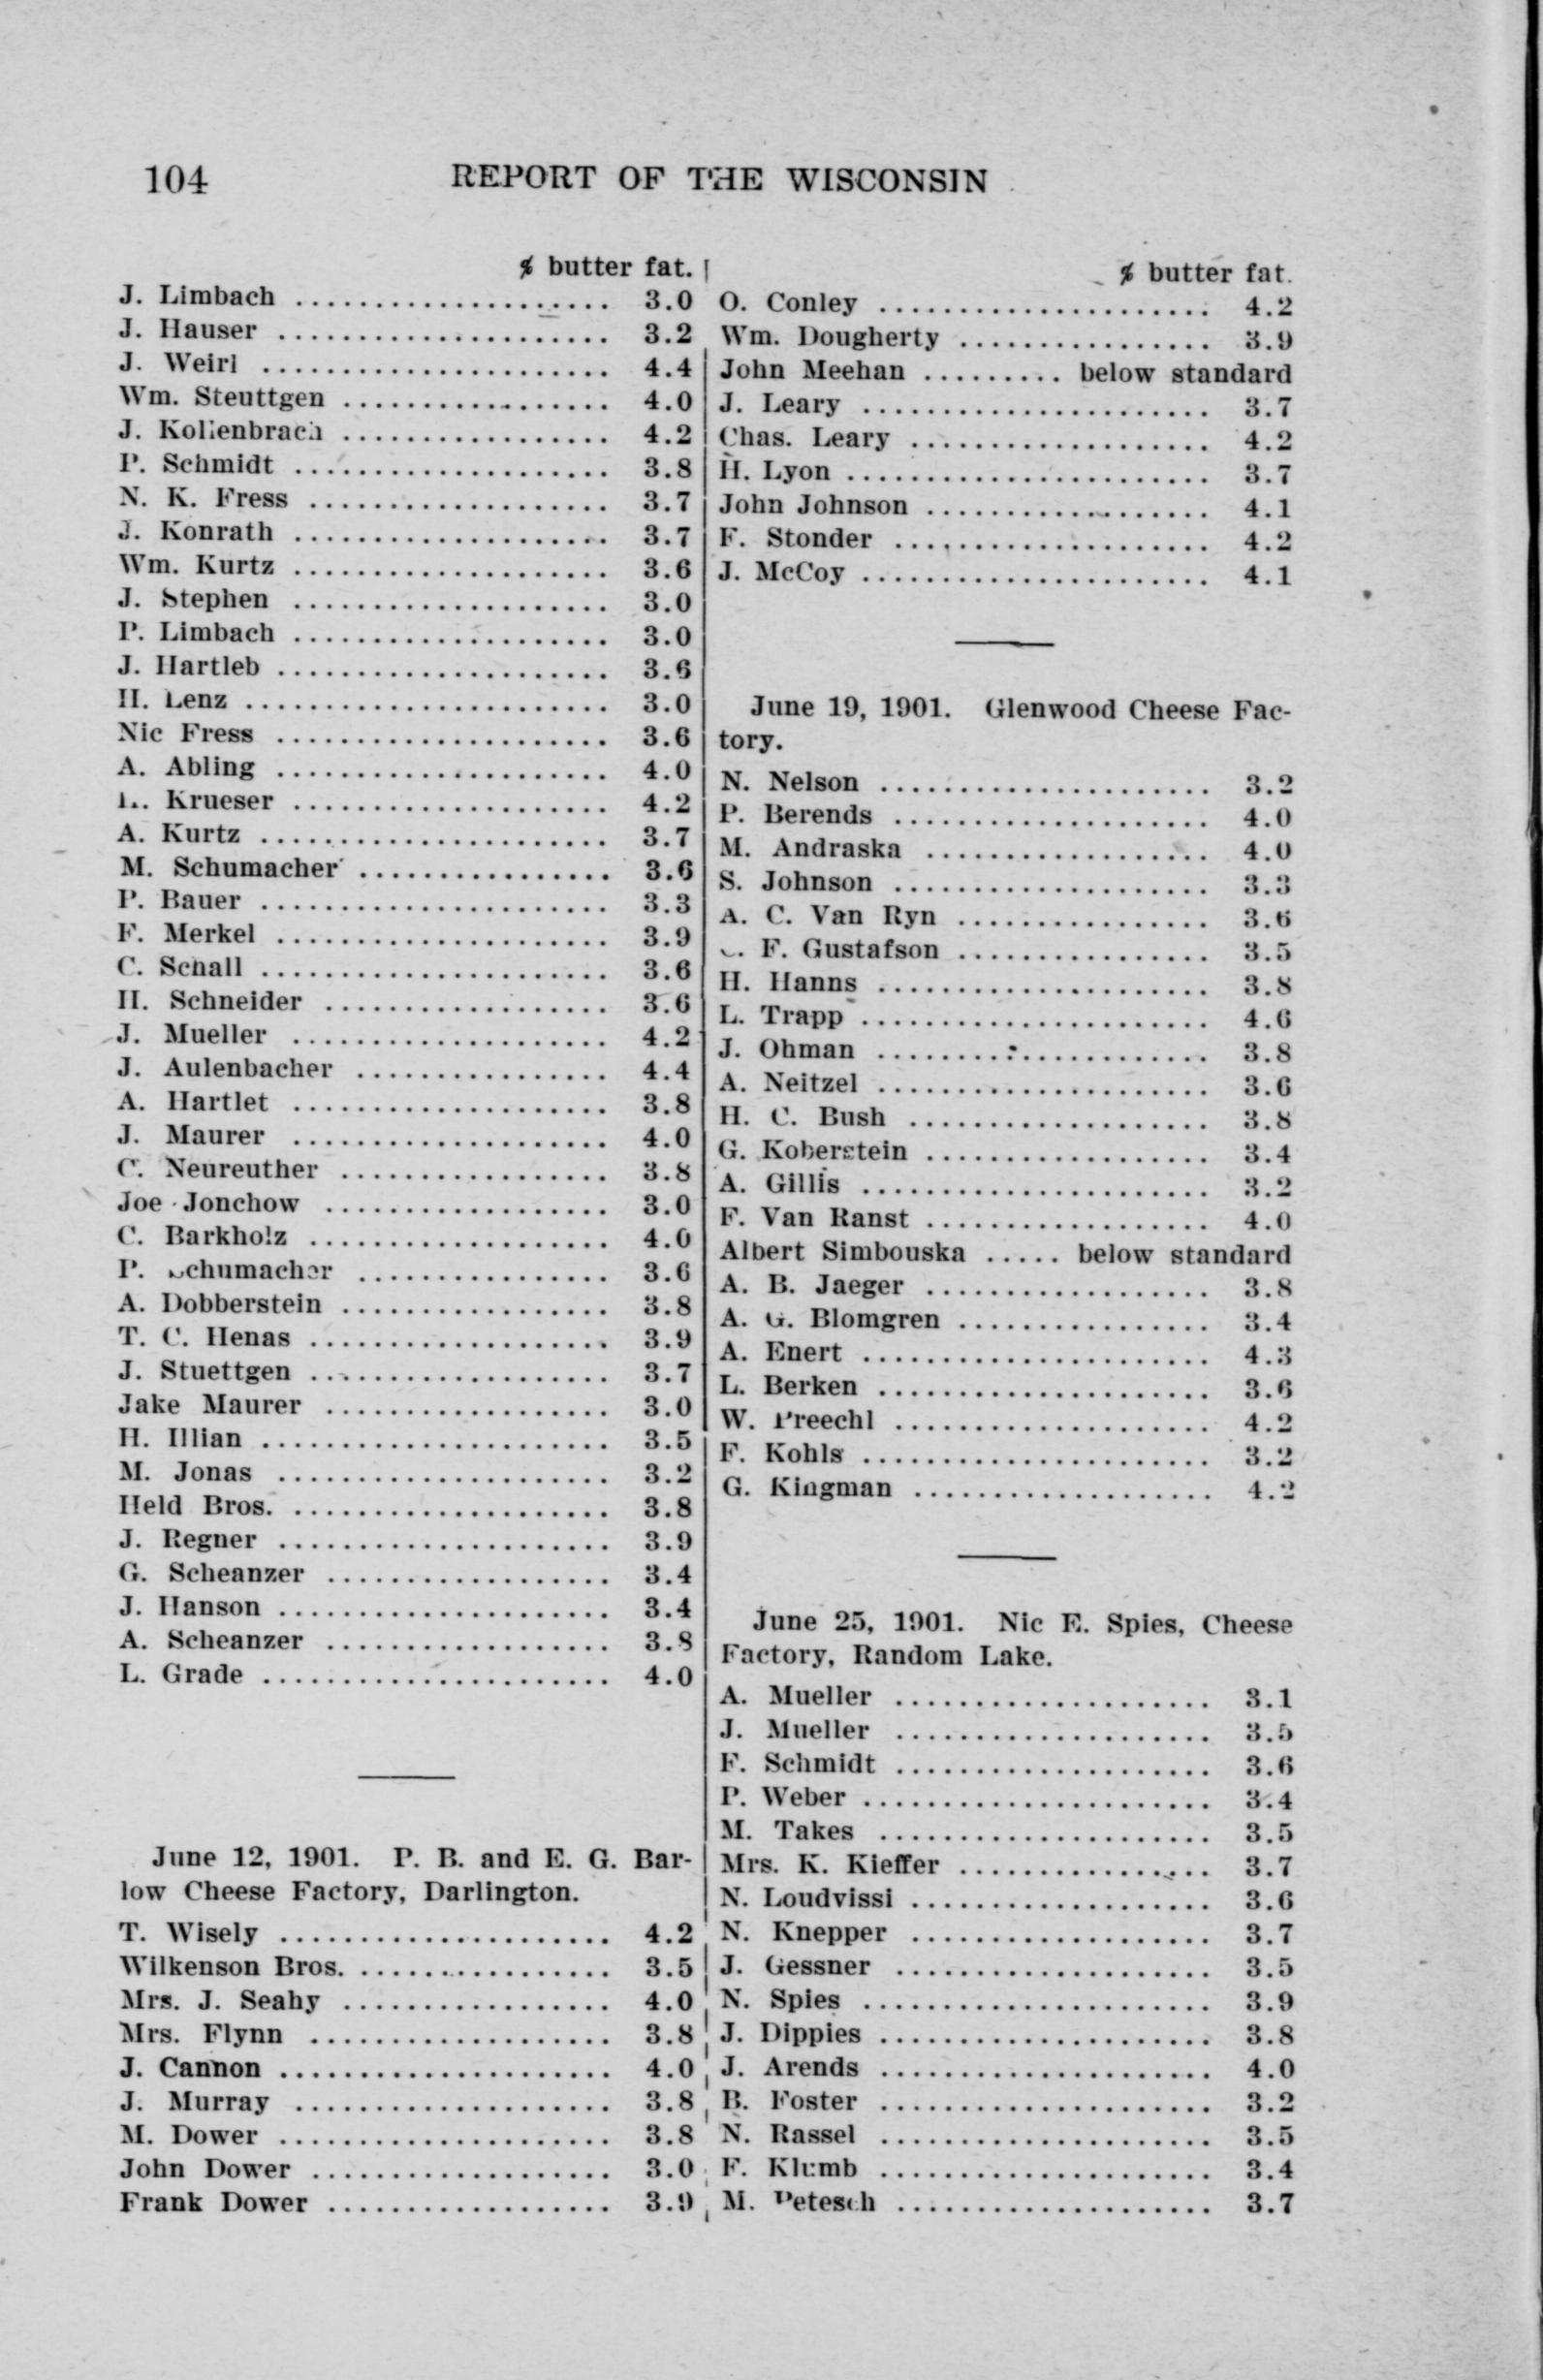 104 REPORT OF THE WISCONSIN
% butter fat.
J. Limbach .................... 3.0
J. Hauser ..................... 3.2
J. Weirl ...................... 4.4
Wm. Steuttgen ................. 4.0
J. Kollenbrach ................. 4.2
P. Schmidt .................... 3.8
N. K. Fress ................... 3.7
J. Konrath .................... 3.7
Wm. Kurtz .................... 3.6
J. Stephen .................... 3.0
P. Limbach .................... 3.0
J. Hartleb ..................... 3.6
H. Lenz ....................... 3.0
Nic Fress ..................... 3.6
A. Abling ..................... 4.0
L. Krueser .................... 4.2
A. Kurtz ...................... 3.7
M. Schumacher ................ 3.6
P. Bauer ...................... 3.3
F. Merkel ..................... 3.9
C. Schall ...................... 3.6
H. Schneider .................. 3.6
J. Mueller .................... 4.2
J. Aulenbacher ................ 4.4
A. Hartlet .................... 3.8
J. Maurer .................... 4.0
C. Neureuther ................. 3.8
Joe Jonchow .................. 3.0
C. Barkholz ................... 4.0
P. Schumacher ................ 3.6
A. Dobberstein ................. 3.8
T. C. Henas ................... 3.9
J. Stuettgen ................... 3.7
Jake Maurer .................. 3.0
H. Illian ...................... 3.5
M. Jonas ..................... 3.2
Held Bros. .................... 3.8
J. Regner ..................... 3.9
G. Scheanzer .................. 3.4
J. Hanson ..................... 3.4
A. Scheanzer .................. 3.8
L. Grade ...................... 4.0
June 12, 1901. P. B. and E. G. Bar-
low Cheese Factory, Darlington.
T. Wisely ..................... 4.2
Wilkenson Bros. ................ 3.5
Mrs. J. Seahy ................. 4.0
Mrs. Flynn ................... 3.8
J. Cannon ..................... 4.0
J. Murray .................... 3.8
M. Dower ..................... 3.8
John Dower ................... 3.0
Frank Dower .................. 3.9
% butter fat.
O. Conley ..................... 4.2
Wm. Dougherty ................ 3.9
John Meehan ......... below standard
J. Leary ...................... 3.7
Chas. Leary ................... 4.2
H. Lyon ....................... 3.7
John Johnson .................. 4.1
F. Stonder .................... 4.2
J. McCoy ...................... 4.1
June 19, 1901. Glenwood Cheese Fac-
tory.
N. Nelson ..................... 3.2
P. Berends .................... 4.0
M. Andraska .................. 4.0
S. Johnson .................... 3.3
A. C. Van Ryn ................ 3.6
F. Gustafson ................ 3.5
H. Hanns ..................... 3.8
L. Trapp ...................... 4.6
J. Ohman ..................... 3.8
A. Neitzel ..................... 3.6
H. C. Bush ................... 3.8
G. Koberstein .................. 3.4
A. Gillis ...................... 3.2
F. Van Ranst .................. 4.0
Albert Simbouska ..... below standard
A. B. Jaeger .................. 3.8
A. G. Blomgren ................ 3.4
A. Enert ...................... 4.3
L. Berken ..................... 3.6
W. Preechl .................... 4.2
F. Kohls ...................... 3.2
G. Kingman ................... 4.2
June 25, 1901. Nic E. Spies, Cheese
Factory, Random Lake.
A. Mueller .................... 3.1
J. Mueller .................... 3.5
F. Schmidt .................... 3.6
P. Weber ...................... 3.4
M. Takes ..................... 3.5
Mrs. K. Kieffer ................ 3.7
N. Loudvissi ................... 3.6
N. Knepper ................... 3.7
J. Gessner .................... 3.5
N. Spies ...................... 3.9
J. Dippies ..................... 3.8
J. Arends ..................... 4.0
B. Foster ..................... 3.2
N. Rassel ..................... 3.5
F. Klumb ..................... 3.4
M. Petesch .................... 3.7